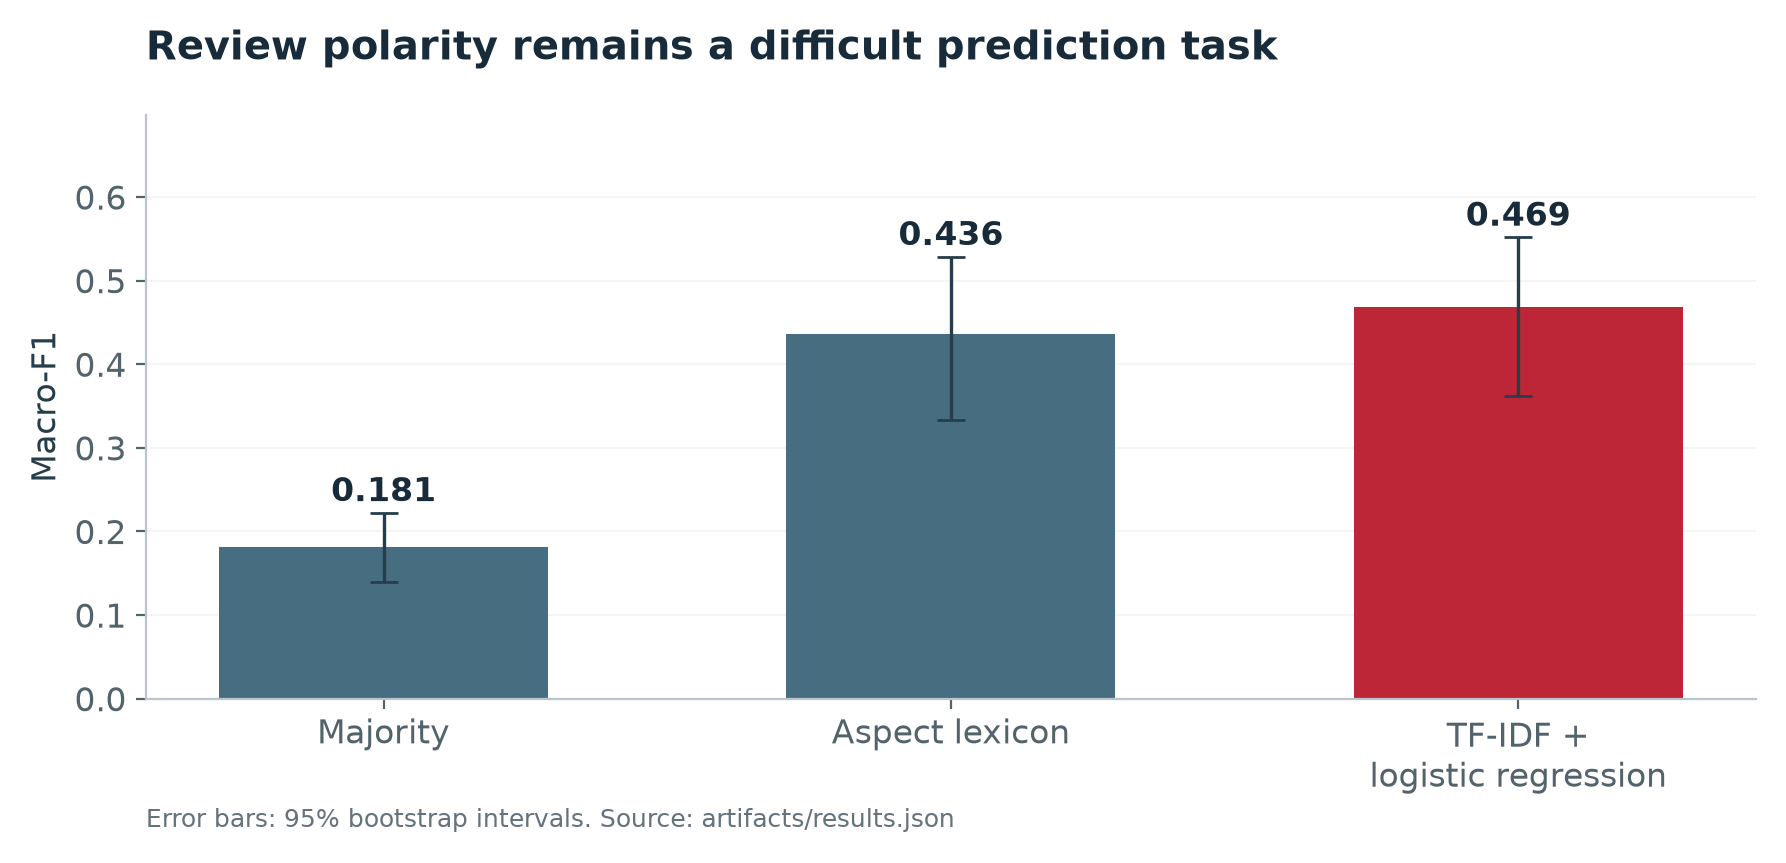 Review polarity remains a difficult prediction task
Macro-F1
0.6
0.5
0.4
0.3
0.2
0.1
0.0
0.181
0.436
0.469
Majority
Aspect lexicon
TF-IDF +
logistic regression
Error bars: 95% bootstrap intervals. Source: artifacts/results.json